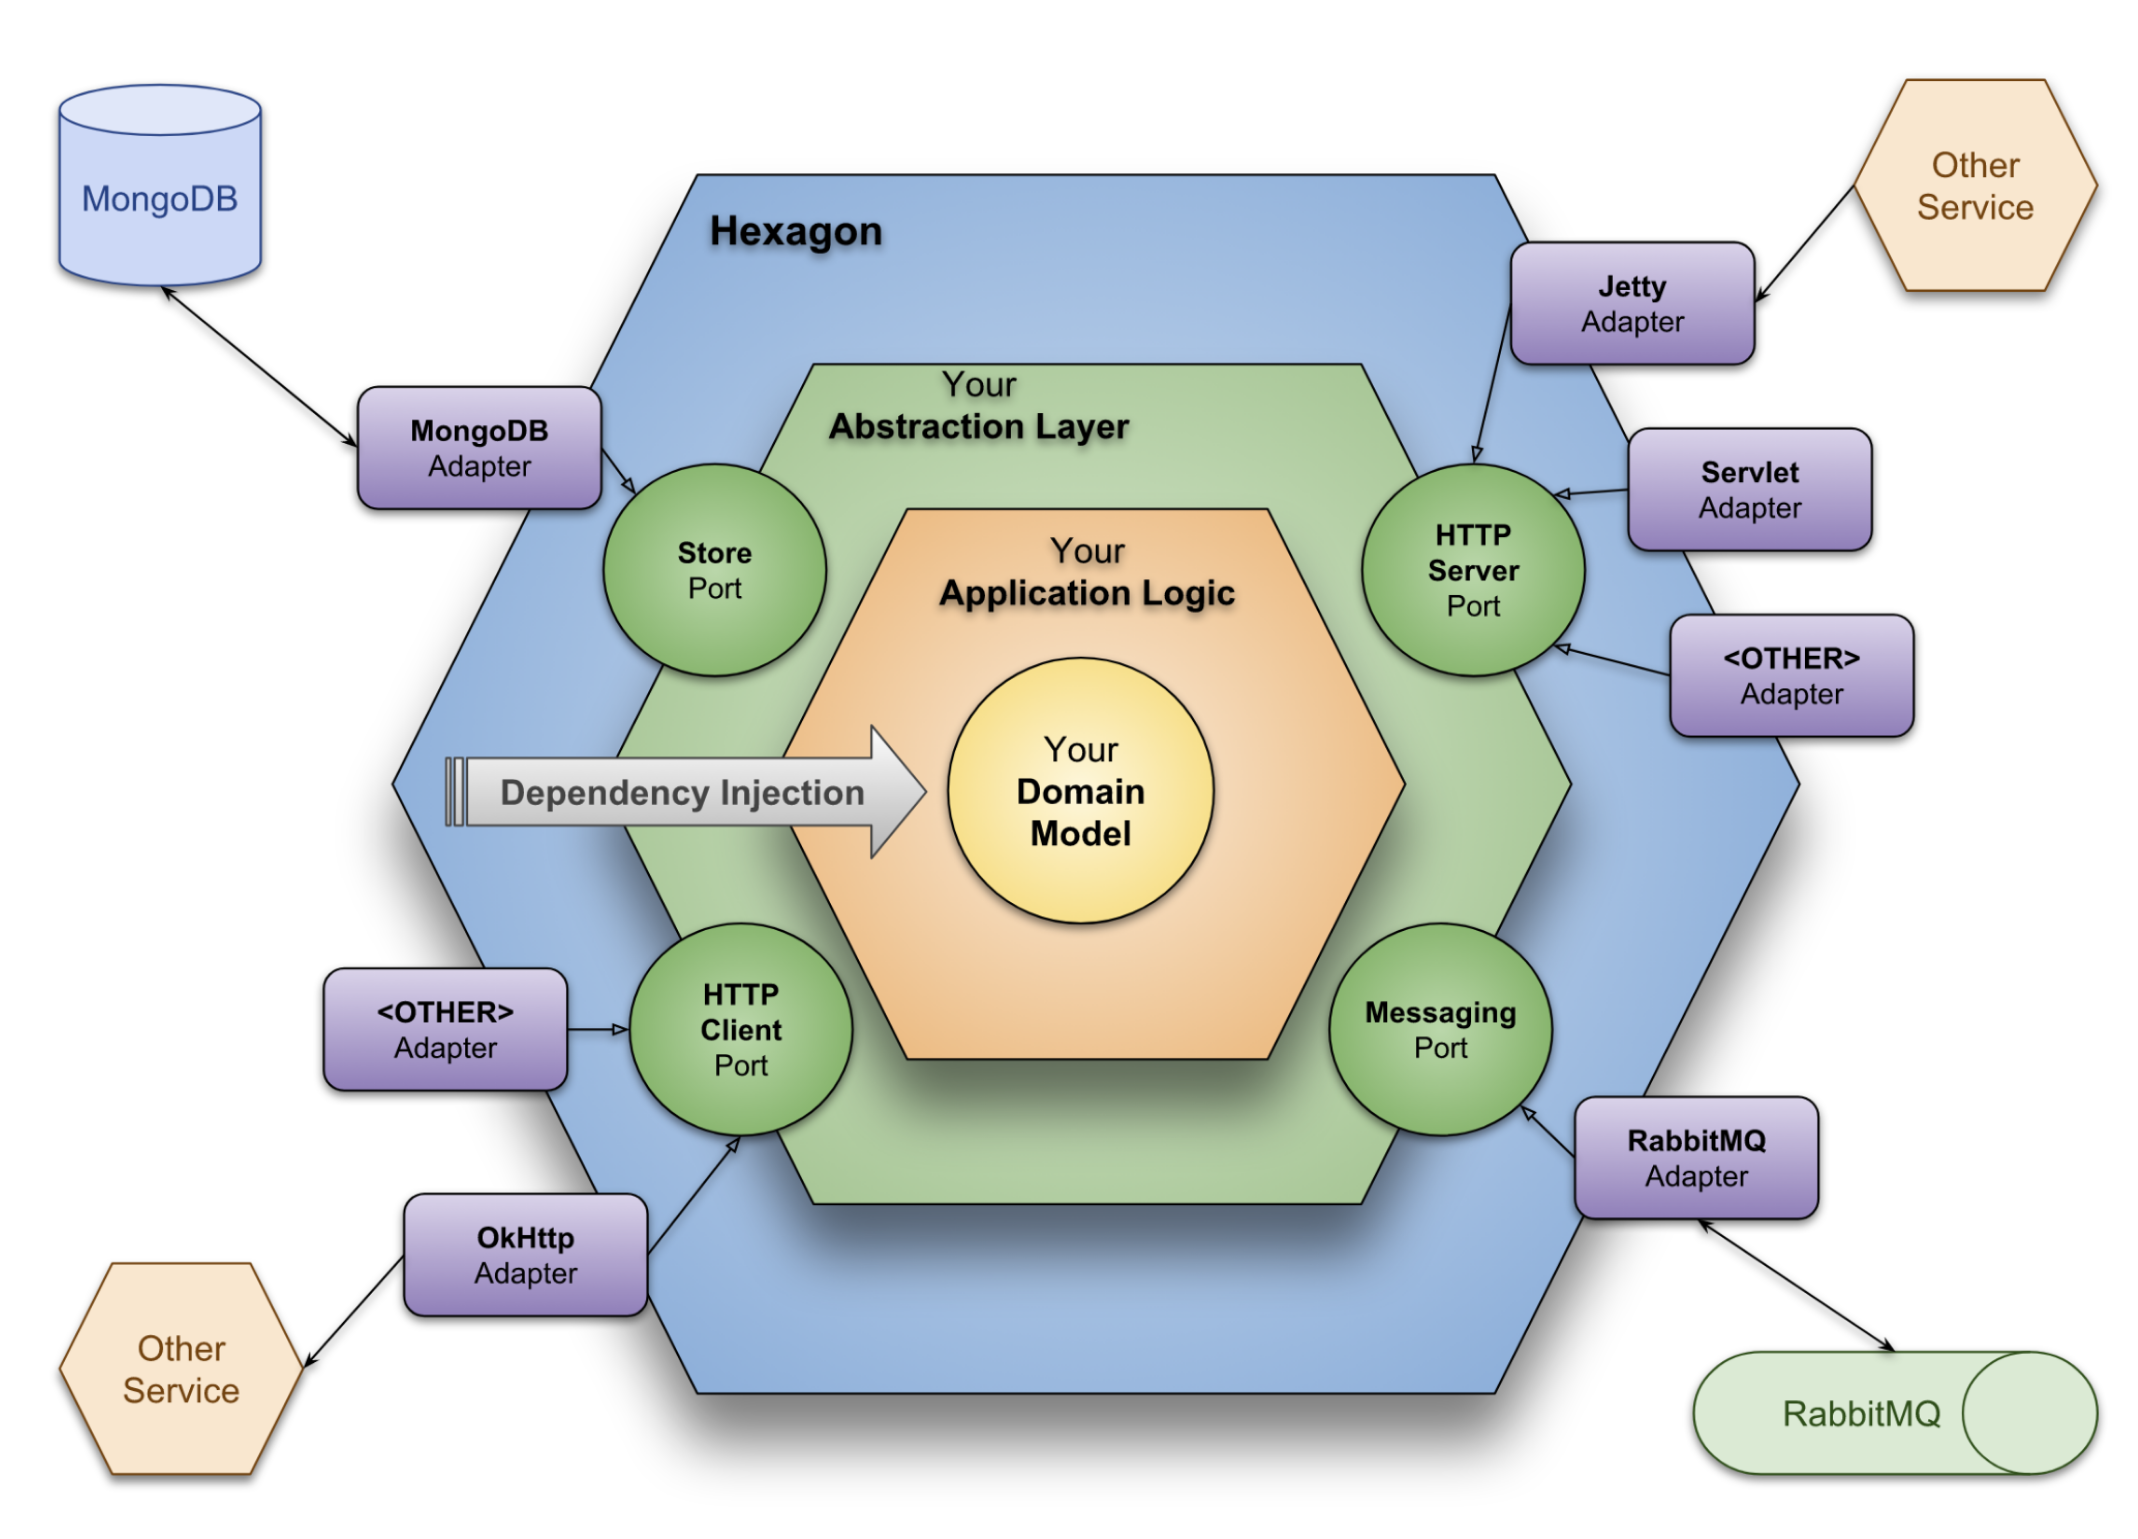 MongoDB
Other
Service
Hexagon
Jetty
Adapter
Your
Abstraction Layer
MongoDB
Adapter
Servlet
Adapter
Store
Port
Your
Application Logic
HTTP
Server
Port
<OTHER>
Adapter
Dependency Injection
Your
Domain
Model
<OTHER>
Adapter
HTTP
Client
Port
Messaging
Port
RabbitMQ
Adapter
OkHttp
Adapter
Other
Service
RabbitMQ